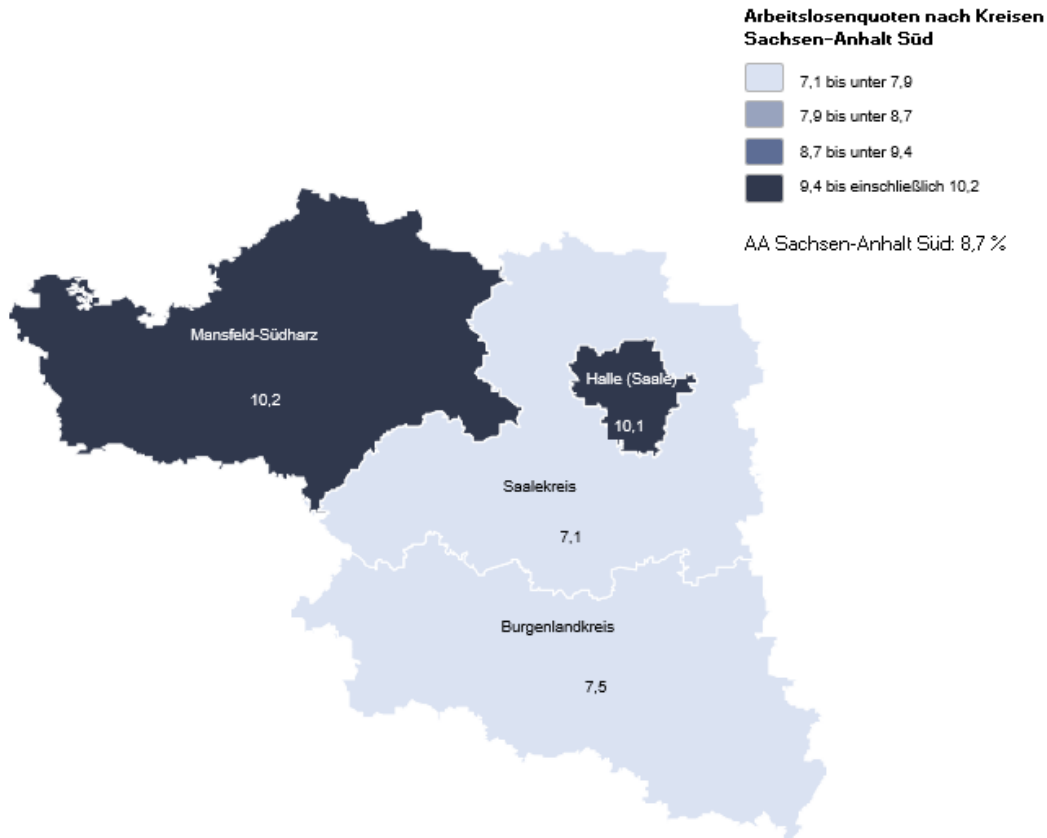 Arbeitslosenquoten nach Kreisen
Sachsen-Anhalt Süd
7,1 bis unter 7,9
7,9 bis unter 8,7
8,7 bis unter 9,4
9,4 bis einschließlich 10,2
AA Sachsen-Anhalt Süd: 8,7 %
Mansfeld-Südharz
10,2
Halle (Saale)
10,1
Saalekreis
7,1
Burgenlandkreis
7,5